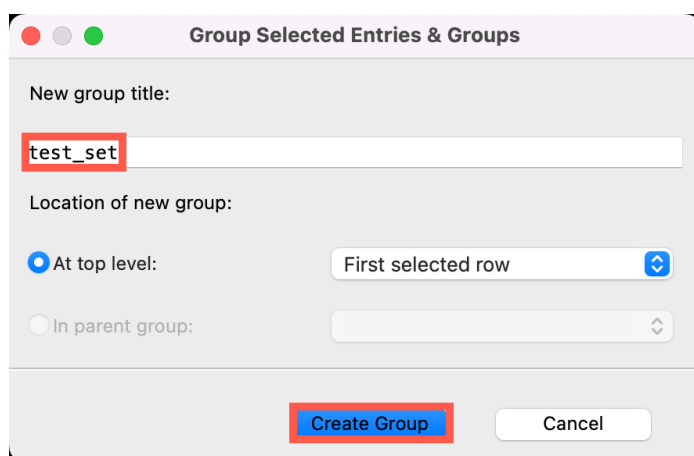 Group Selected Entries & Groups
New group title:
test_set
Location of new group:
At top level: First selected row
In parent group:
Create Group Cancel